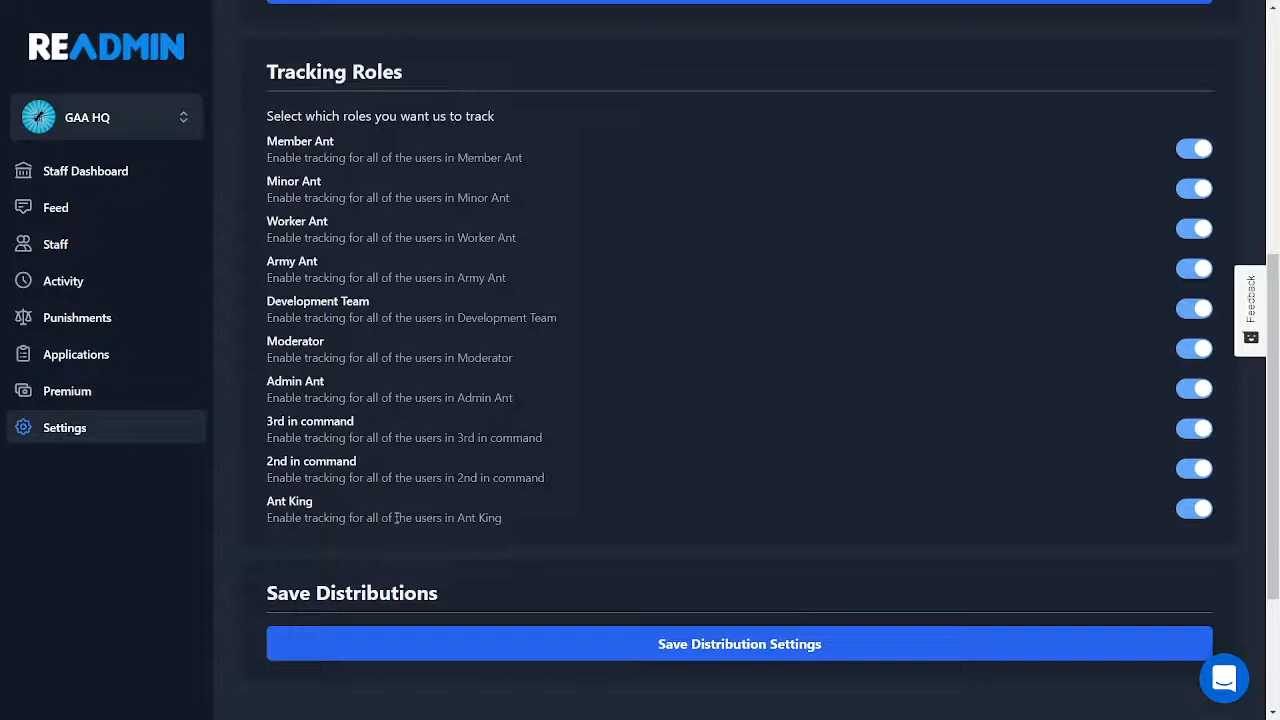 READMIN
GAA HQ
Staff Dashboard
Feed
Staff
Activity
Punishments
Applications
Premium
Settings
Tracking Roles
Select which roles you want us to track
Member Ant
Enable tracking for all of the users in Member Ant
Minor Ant
Enable tracking for all of the users in Minor Ant
Worker Ant
Enable tracking for all of the users in Worker Ant
Army Ant
Enable tracking for all of the users in Army Ant
Development Team
Enable tracking for all of the users in Development Team
Moderator
Enable tracking for all of the users in Moderator
Admin Ant
Enable tracking for all of the users in Admin Ant
3rd in command
Enable tracking for all of the users in 3rd in command
2nd in command
Enable tracking for all of the users in 2nd in command
Ant King
Enable tracking for all of the users in Ant King
Save Distributions
Save Distribution Settings
Feedback